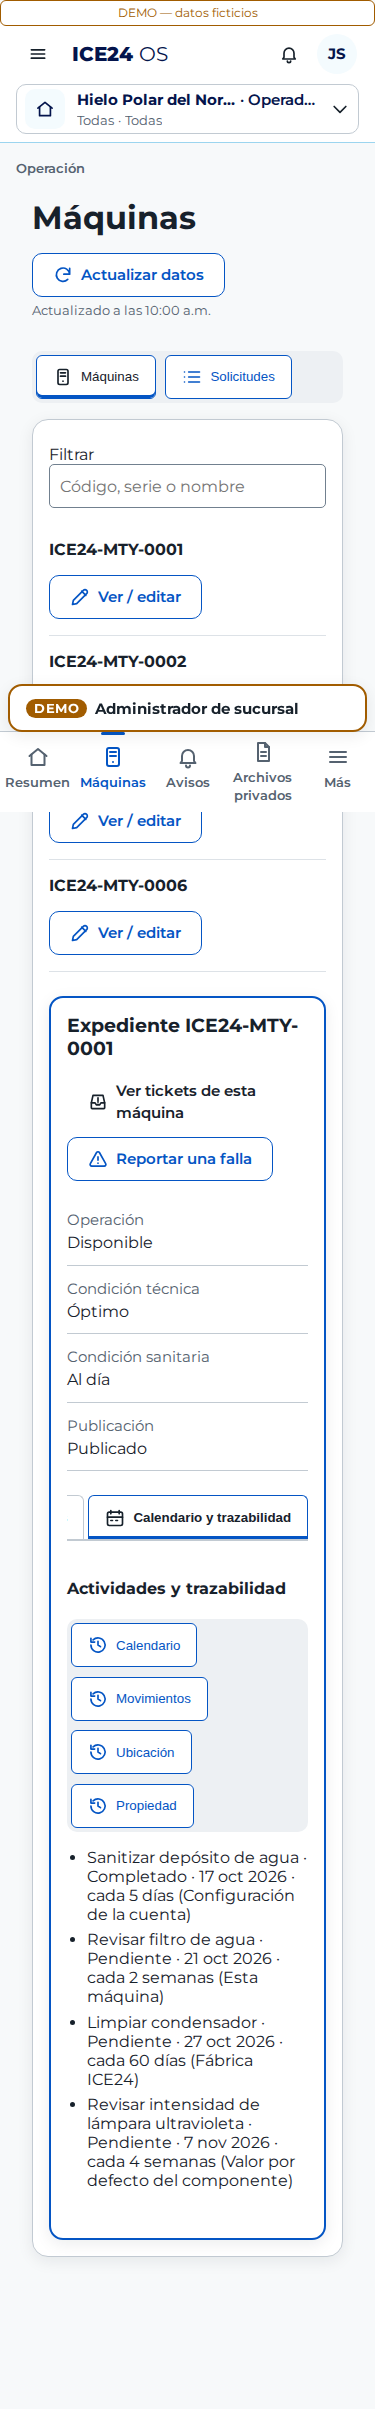 DEMO — datos ficticios
ICE24 OS
JS
Hielo Polar del Nor... · Operad...
Todas · Todas
Operación
Máquinas
Actualizar datos
Actualizado a las 10:00 a.m.
Máquinas
Solicitudes
Filtrar
Código, serie o nombre
ICE24-MTY-0001
Ver / editar
ICE24-MTY-0002
DEMO Administrador de sucursal
Resumen
Máquinas
Avisos
Archivos
privados
Más
Ver / editar
ICE24-MTY-0006
Ver / editar
Expediente ICE24-MTY-
0001
Ver tickets de esta
máquina
Reportar una falla
Operación
Disponible
Condición técnica
Óptimo
Condición sanitaria
Al día
Publicación
Publicado
Calendario y trazabilidad
Actividades y trazabilidad
Calendario
Movimientos
Ubicación
Propiedad
• Sanitizar depósito de agua ·
Completado · 17 oct 2026 ·
cada 5 días (Configuración
de la cuenta)
• Revisar filtro de agua ·
Pendiente · 21 oct 2026 ·
cada 2 semanas (Esta
máquina)
• Limpiar condensador ·
Pendiente · 27 oct 2026 ·
cada 60 días (Fábrica
ICE24)
• Revisar intensidad de
lámpara ultravioleta ·
Pendiente · 7 nov 2026 ·
cada 4 semanas (Valor por
defecto del componente)